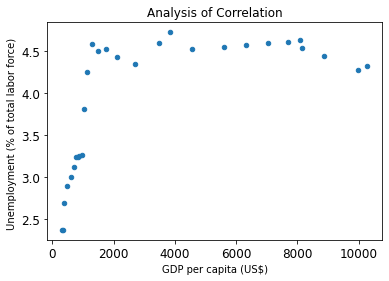 Analysis of Correlation
Unemployment (% of total labor force)
4.5
4.0
3.5
3.0
2.5
0 2000 4000 6000 8000 10000
GDP per capita (US$)